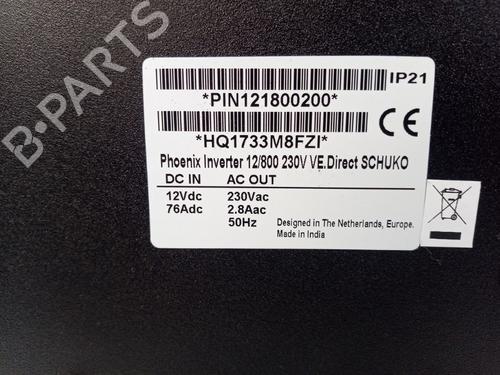 B-PARTS
IP21
*PIN121800200*
*HQ1733M8FZI*
CE
Phoenix Inverter 12/800 230V VE.Direct SCHUKO
DC IN AC OUT
12Vdc 230Vac
76Adc 2.8Aac
50Hz
Designed in The Netherlands, Europe.
Made in India